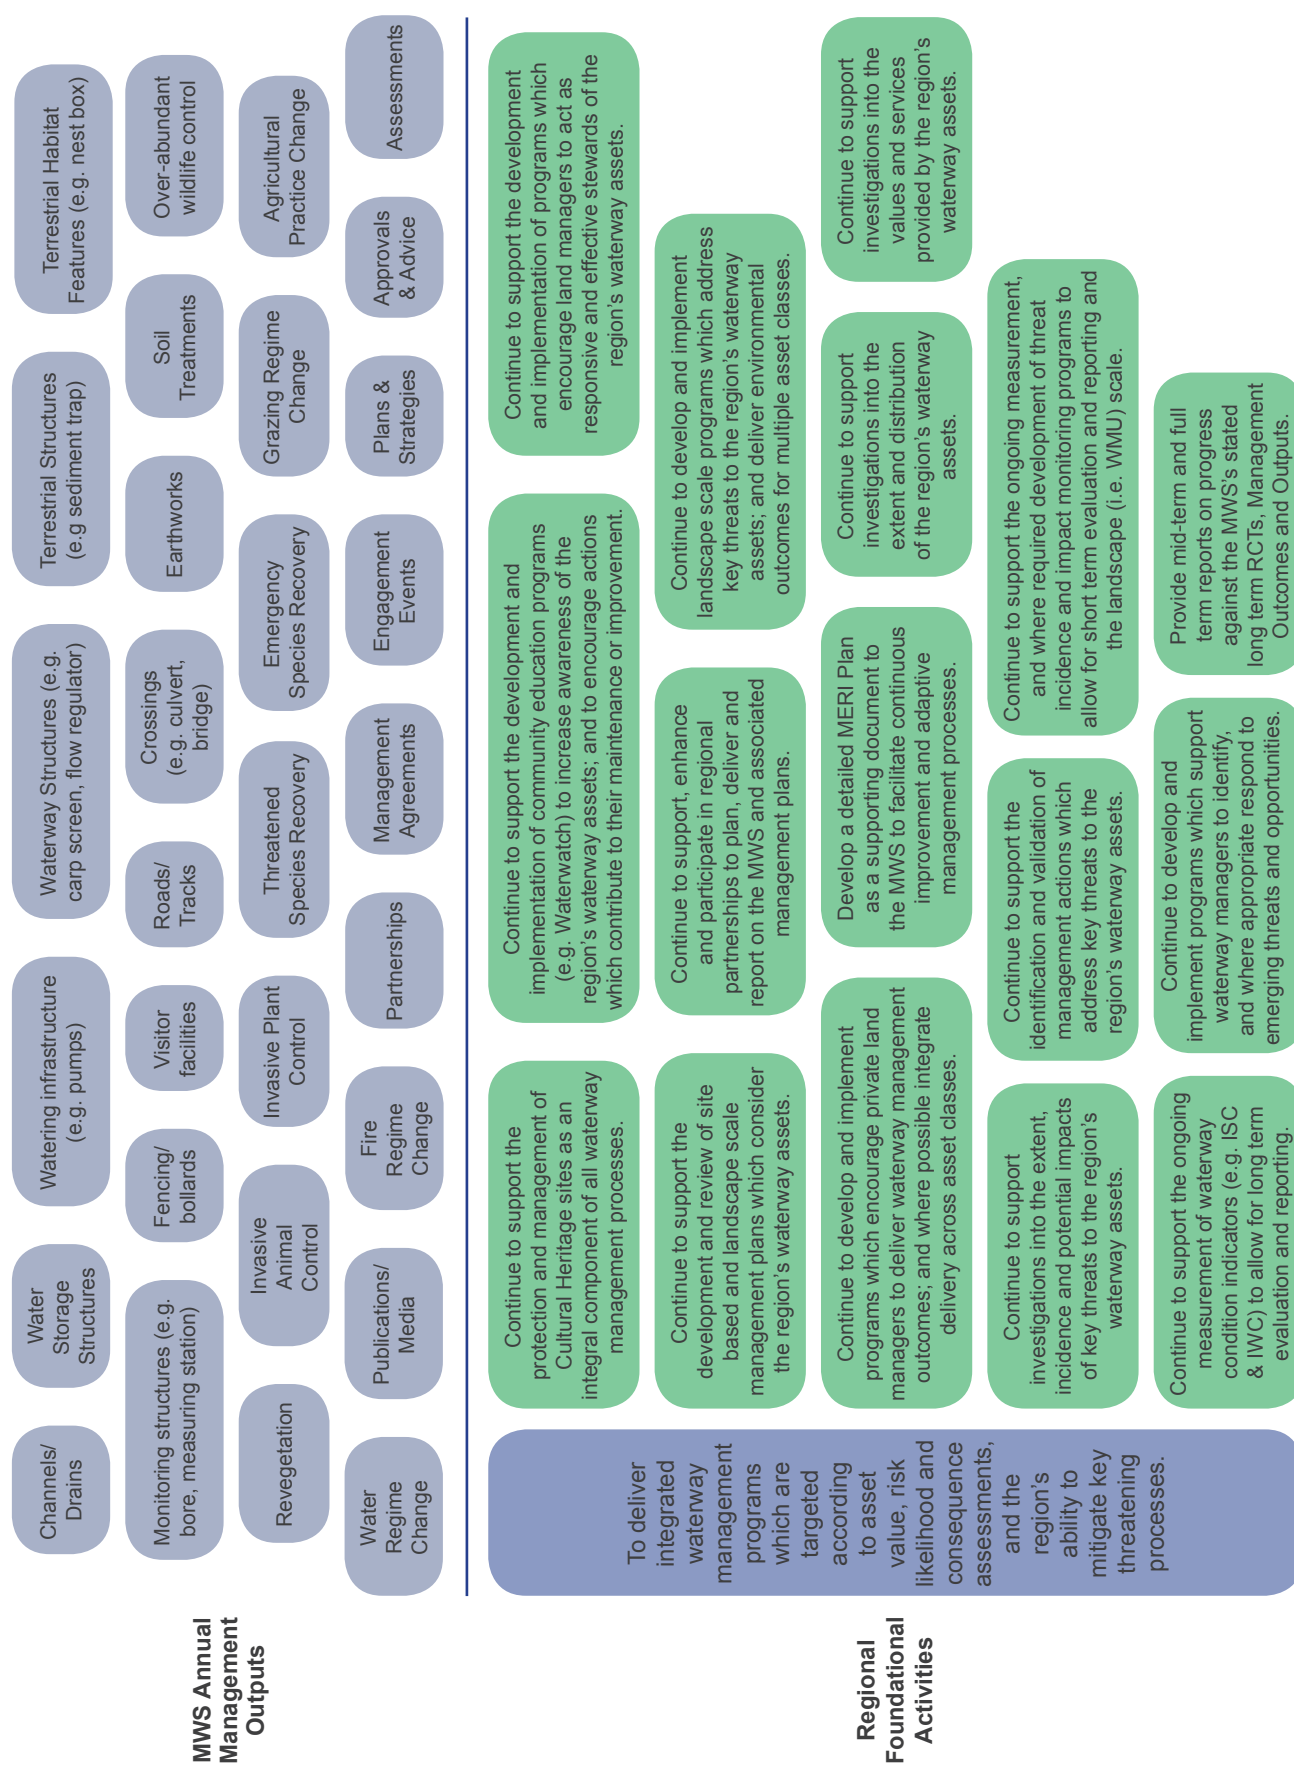 MWS Annual
Management
Outputs
Channels/
Drains
Water
Storage
Structures
Watering infrastructure
(e.g. pumps)
Waterway Structures (e.g.
carp screen, flow regulator)
Terrestrial Structures
(e.g sediment trap)
Terrestrial Habitat
Features (e.g. nest box)
Monitoring structures (e.g.
bore, measuring station)
Fencing/
bollards
Visitor
facilities
Roads/
Tracks
Crossings
(e.g. culvert,
bridge)
Earthworks
Soil
Treatments
Over-abundant
wildlife control
Revegetation
Invasive
Animal
Control
Invasive Plant
Control
Threatened
Species Recovery
Emergency
Species Recovery
Grazing Regime
Change
Agricultural
Practice Change
Water
Regime
Change
Publications/
Media
Fire
Regime
Change
Partnerships
Management
Agreements
Engagement
Events
Plans &
Strategies
Approvals
& Advice
Assessments
Regional
Foundational
Activities
To deliver
integrated
waterway
management
programs
which are
targeted
according
to asset
value, risk
likelihood and
consequence
assessments,
and the
region's
ability to
mitigate key
threatening
processes.
Continue to support the
protection and management of
Cultural Heritage sites as an
integral component of all waterway
management processes.
Continue to support the development and
implementation of community education programs
(e.g. Waterwatch) to increase awareness of the
region's waterway assets; and to encourage actions
which contribute to their maintenance or improvement.
Continue to support the development
and implementation of programs which
encourage land managers to act as
responsive and effective stewards of the
region's waterway assets.
Continue to support the
development and review of site
based and landscape scale
management plans which consider
the region's waterway assets.
Continue to support, enhance
and participate in regional
partnerships to plan, deliver and
report on the MWS and associated
management plans.
Continue to develop and implement
landscape scale programs which address
key threats to the region's waterway
assets; and deliver environmental
outcomes for multiple asset classes.
Continue to develop and implement
programs which encourage private land
managers to deliver waterway management
outcomes; and where possible integrate
delivery across asset classes.
Develop a detailed MERI Plan
as a supporting document to
the MWS to facilitate continuous
improvement and adaptive
management processes.
Continue to support
investigations into the
extent and distribution
of the region's waterway
assets.
Continue to support
investigations into the
values and services
provided by the region's
waterway assets.
Continue to support
investigations into the extent,
incidence and potential impacts
of key threats to the region's
waterway assets.
Continue to support the
identification and validation of
management actions which
address key threats to the
region's waterway assets.
Continue to support the ongoing measurement,
and where required development of threat
incidence and impact monitoring programs to
allow for short term evaluation and reporting and
the landscape (i.e. WMU) scale.
Continue to support the ongoing
measurement of waterway
condition indicators (e.g. ISC
& IWC) to allow for long term
evaluation and reporting.
Continue to develop and
implement programs which support
waterway managers to identify,
and where appropriate respond to
emerging threats and opportunities.
Provide mid-term and full
term reports on progress
against the MWS's stated
long term RCTs, Management
Outcomes and Outputs.